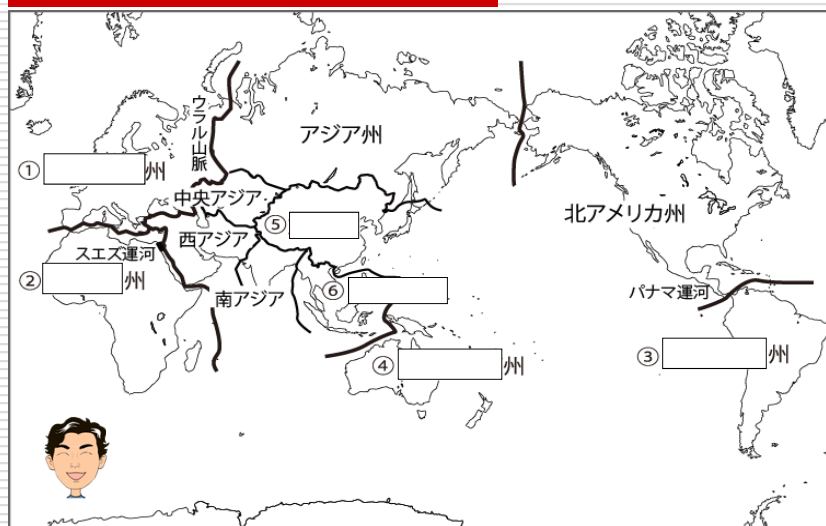 ウラル山脈
アジア州
① 州
中央アジア
北アメリカ州
⑤
西アジア
スエズ運河
② 州
⑥
南アジア
パナマ運河
③ 州
④ 州